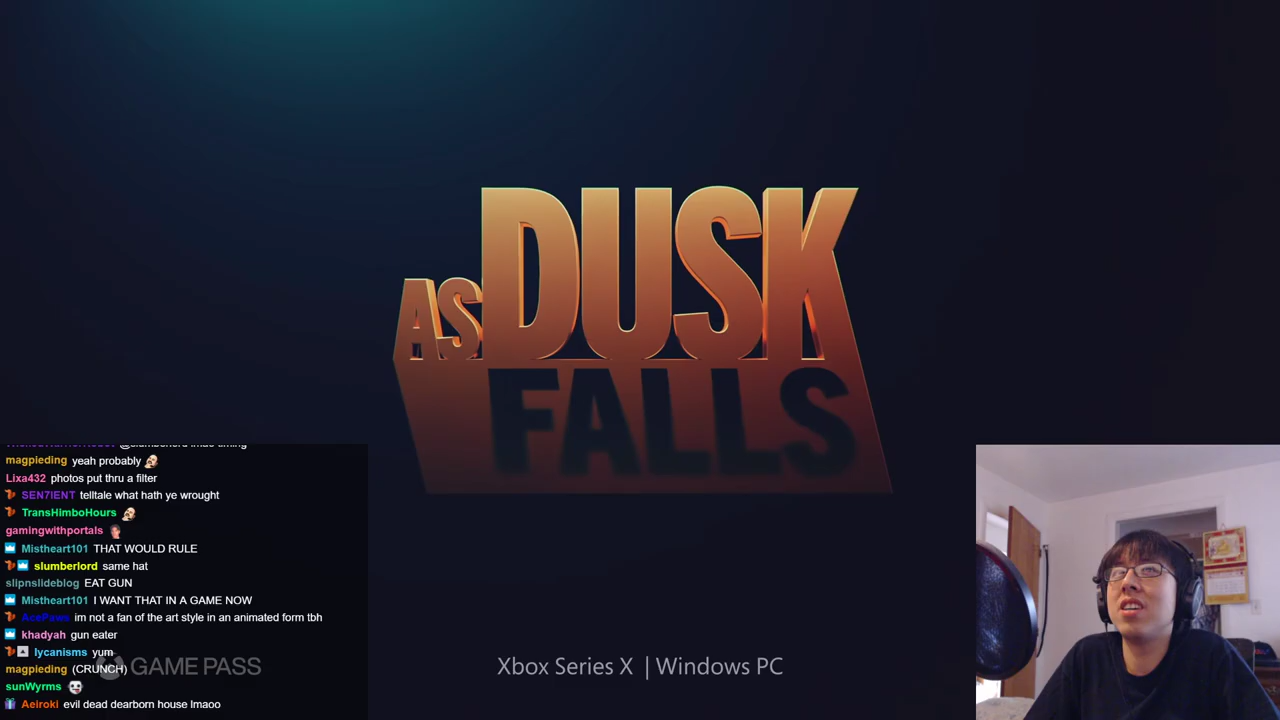 AS DUSK
FALLS
magpieding yeah probably
Lixa432 photos put thru a filter
SEN7IENT telltale what hath ye wrought
TransHimboHours
gamingwithportals
Mistheart101 THAT WOULD RULE
slumberlord same hat
slipnslideblog EAT GUN
Mistheart101 I WANT THAT IN A GAME NOW
AcePaws im not a fan of the art style in an animated form tbh
khadyah gun eater
lycanisms yum
magpieding (CRUNCH)
sunWyrms
Aeiroki evil dead dearborn house lmaoo
GAME PASS
Xbox Series X | Windows PC